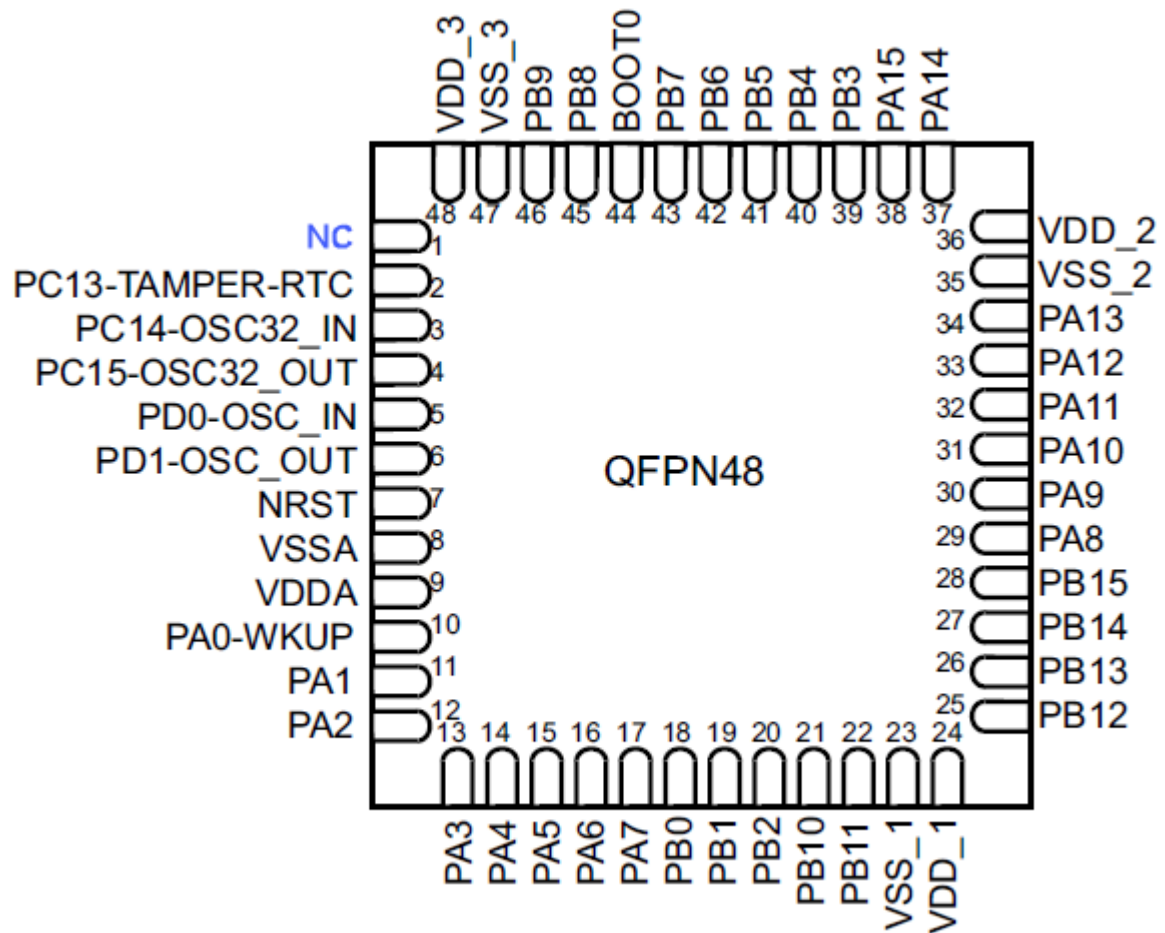 VDD_3
VSS_3
PB9
PB8
BOOT0
PB7
PB6
PB5
PB4
PB3
PA15
PA14
48 47 46 45 44 43 42 41 40 39 38 37
NC 1
PC13-TAMPER-RTC 2
PC14-OSC32_IN 3
PC15-OSC32_OUT 4
PD0-OSC_IN 5
PD1-OSC_OUT 6
NRST 7
VSSA 8
VDDA 9
PA0-WKUP 10
PA1 11
PA2 12
QFPN48
36 VDD_2
35 VSS_2
34 PA13
33 PA12
32 PA11
31 PA10
30 PA9
29 PA8
28 PB15
27 PB14
26 PB13
25 PB12
13 14 15 16 17 18 19 20 21 22 23 24
PA3
PA4
PA5
PA6
PA7
PB0
PB1
PB2
PB10
PB11
VSS_1
VDD_1